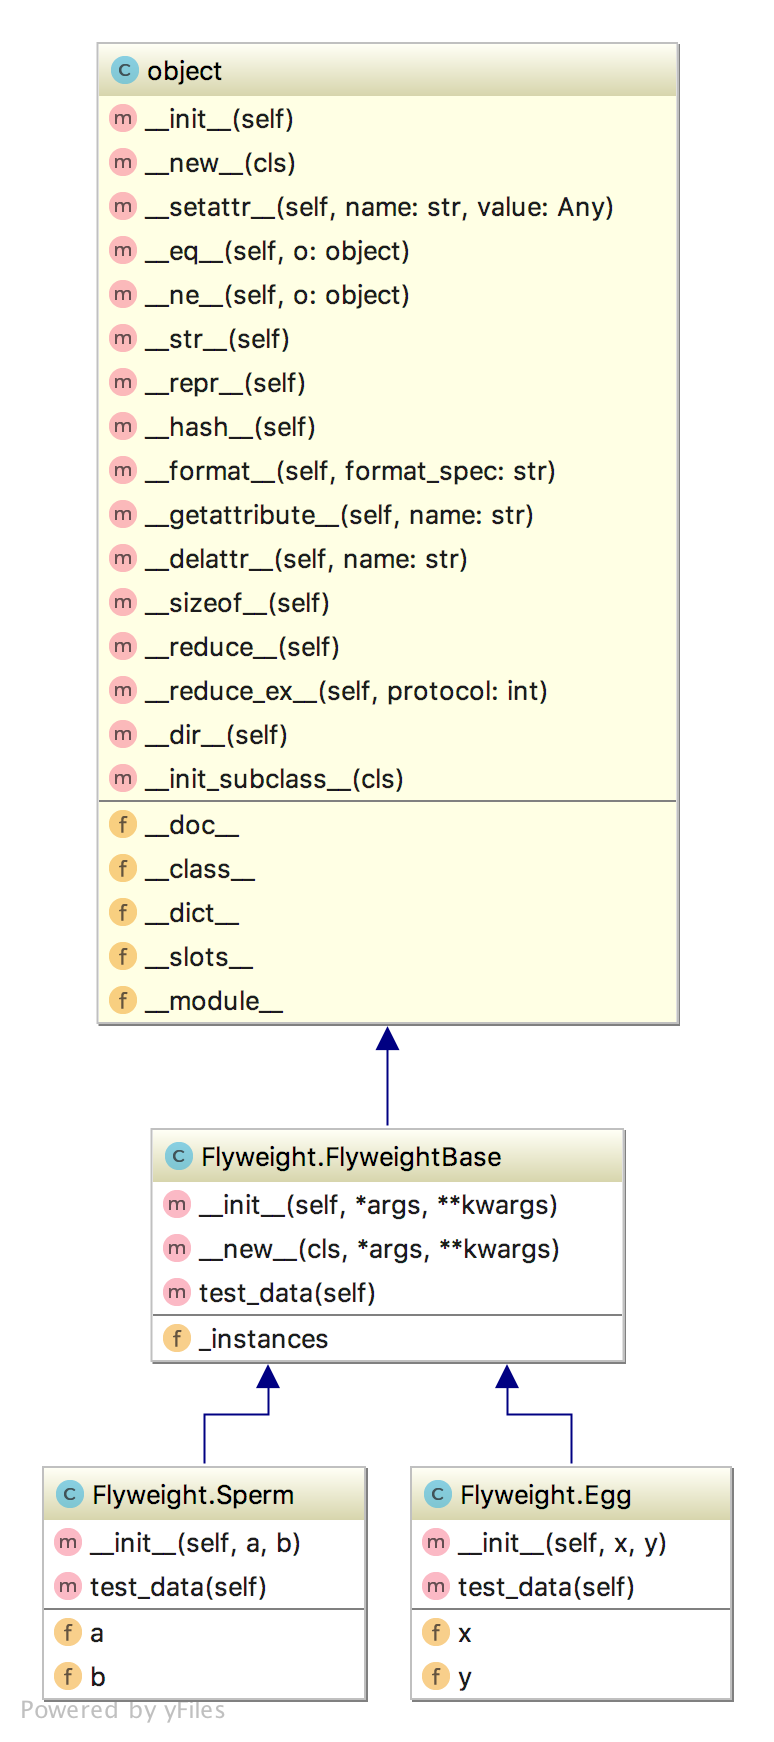 C object
m __init__(self)
m __new__(cls)
m __setattr__(self, name: str, value: Any)
m __eq__(self, o: object)
m __ne__(self, o: object)
m __str__(self)
m __repr__(self)
m __hash__(self)
m __format__(self, format_spec: str)
m __getattribute__(self, name: str)
m __delattr__(self, name: str)
m __sizeof__(self)
m __reduce__(self)
m __reduce_ex__(self, protocol: int)
m __dir__(self)
m __init_subclass__(cls)
f __doc__
f __class__
f __dict__
f __slots__
f __module__
C Flyweight.FlyweightBase
m __init__(self, *args, **kwargs)
m __new__(cls, *args, **kwargs)
m test_data(self)
f _instances
C Flyweight.Sperm
m __init__(self, a, b)
m test_data(self)
f a
f b
C Flyweight.Egg
m __init__(self, x, y)
m test_data(self)
f x
f y
Powered by yFiles